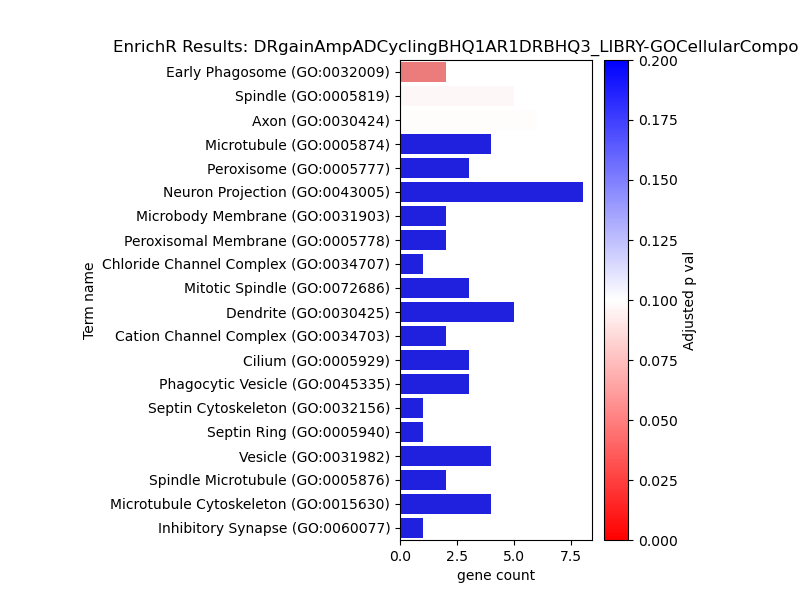 EnrichR Results: DRgainAmpADCyclingBHQ1AR1DRBHQ3_LIBRY-GOCellularCompo
Term name
Early Phagosome (GO:0032009)
Spindle (GO:0005819)
Axon (GO:0030424)
Microtubule (GO:0005874)
Peroxisome (GO:0005777)
Neuron Projection (GO:0043005)
Microbody Membrane (GO:0031903)
Peroxisomal Membrane (GO:0005778)
Chloride Channel Complex (GO:0034707)
Mitotic Spindle (GO:0072686)
Dendrite (GO:0030425)
Cation Channel Complex (GO:0034703)
Cilium (GO:0005929)
Phagocytic Vesicle (GO:0045335)
Septin Cytoskeleton (GO:0032156)
Septin Ring (GO:0005940)
Vesicle (GO:0031982)
Spindle Microtubule (GO:0005876)
Microtubule Cytoskeleton (GO:0015630)
Inhibitory Synapse (GO:0060077)
0.0 2.5 5.0 7.5
gene count
0.200
0.175
0.150
0.125
0.100
0.075
0.050
0.025
0.000
Adjusted p val